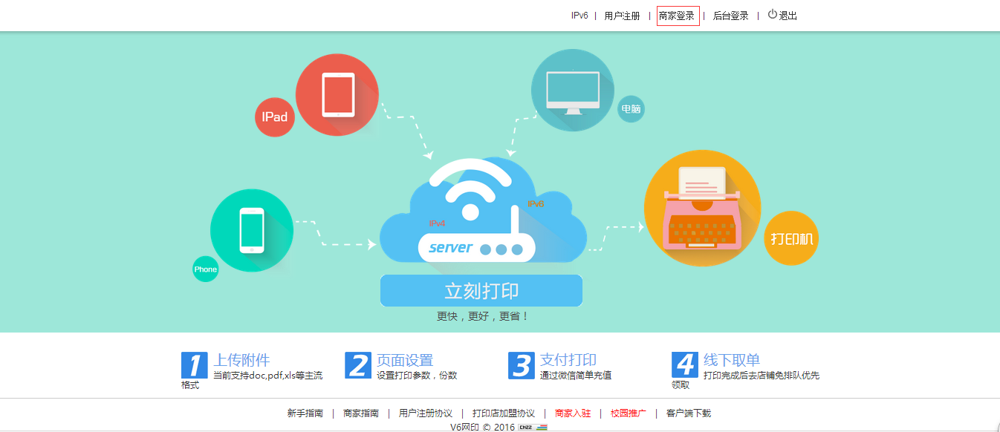 IPv6 | 用户注册 | 商家登录 | 后台登录 | 退出
IPad
电脑
IPv6
IPv4
server
打印机
Phone
立刻打印
更快，更好，更省！
1 上传附件
当前支持doc,pdf,xls等主流
格式
2 页面设置
设置打印参数，份数
3 支付打印
通过微信简单充值
4 线下取单
打印完成后去店铺免排队优先
领取
新手指南 | 商家指南 | 用户注册协议 | 打印店加盟协议 | 商家入驻 | 校园推广 | 客户端下载
V6网印 © 2016 CNZZ